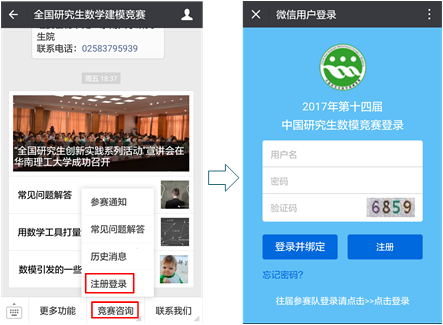 全国研究生数学建模竞赛
生院
联系电话：02583795939
周五 18:37
“全国研究生创新实践系列活动”宣讲会在
华南理工大学成功召开
常见问题解答
用数学工具打量
数模引发的一些
参赛通知
常见问题解答
历史消息
注册登录
更多功能
竞赛咨询
联系我们
微信用户登录
2017年第十四届
中国研究生数模竞赛登录
用户名
密码
验证码
6859
登录并绑定
注册
忘记密码?
往届参赛队登录请点击>>点击登录